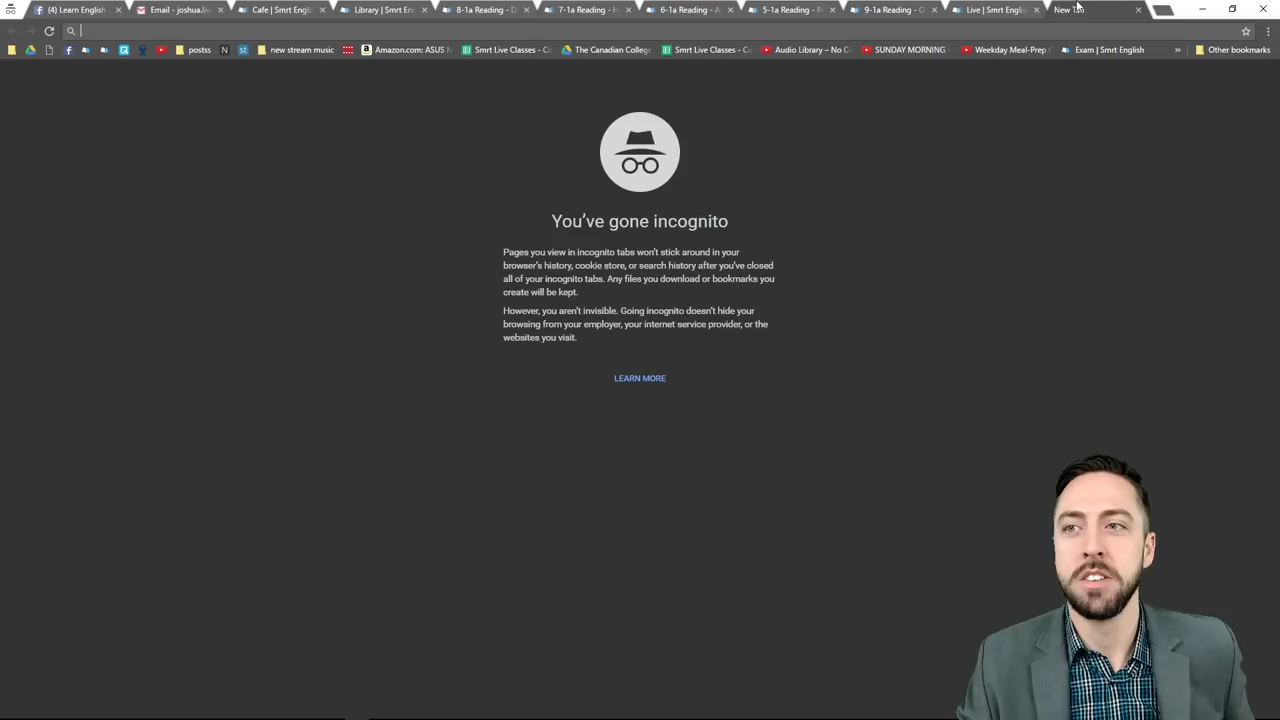 (4) Learn English
Email - joshua.liv
Cafe | Smrt Engli
Library | Smrt En
8-1a Reading - D
7-1a Reading - H
6-1a Reading - A
5-1a Reading - P
9-1a Reading - G
Live | Smrt Englis
New
postss
new stream music
Amazon.com: ASUS
Smrt Live Classes - Co
The Canadian Colleg
Smrt Live Classes - Co
Audio Library – No C
SUNDAY MORNING
Weekday Meal-Prep
Exam | Smrt English
»
Other bookmarks
You’ve gone incognito
Pages you view in incognito tabs won’t stick around in your
browser’s history, cookie store, or search history after you’ve closed
all of your incognito tabs. Any files you download or bookmarks you
create will be kept.
However, you aren’t invisible. Going incognito doesn’t hide your
browsing from your employer, your internet service provider, or the
websites you visit.
LEARN MORE